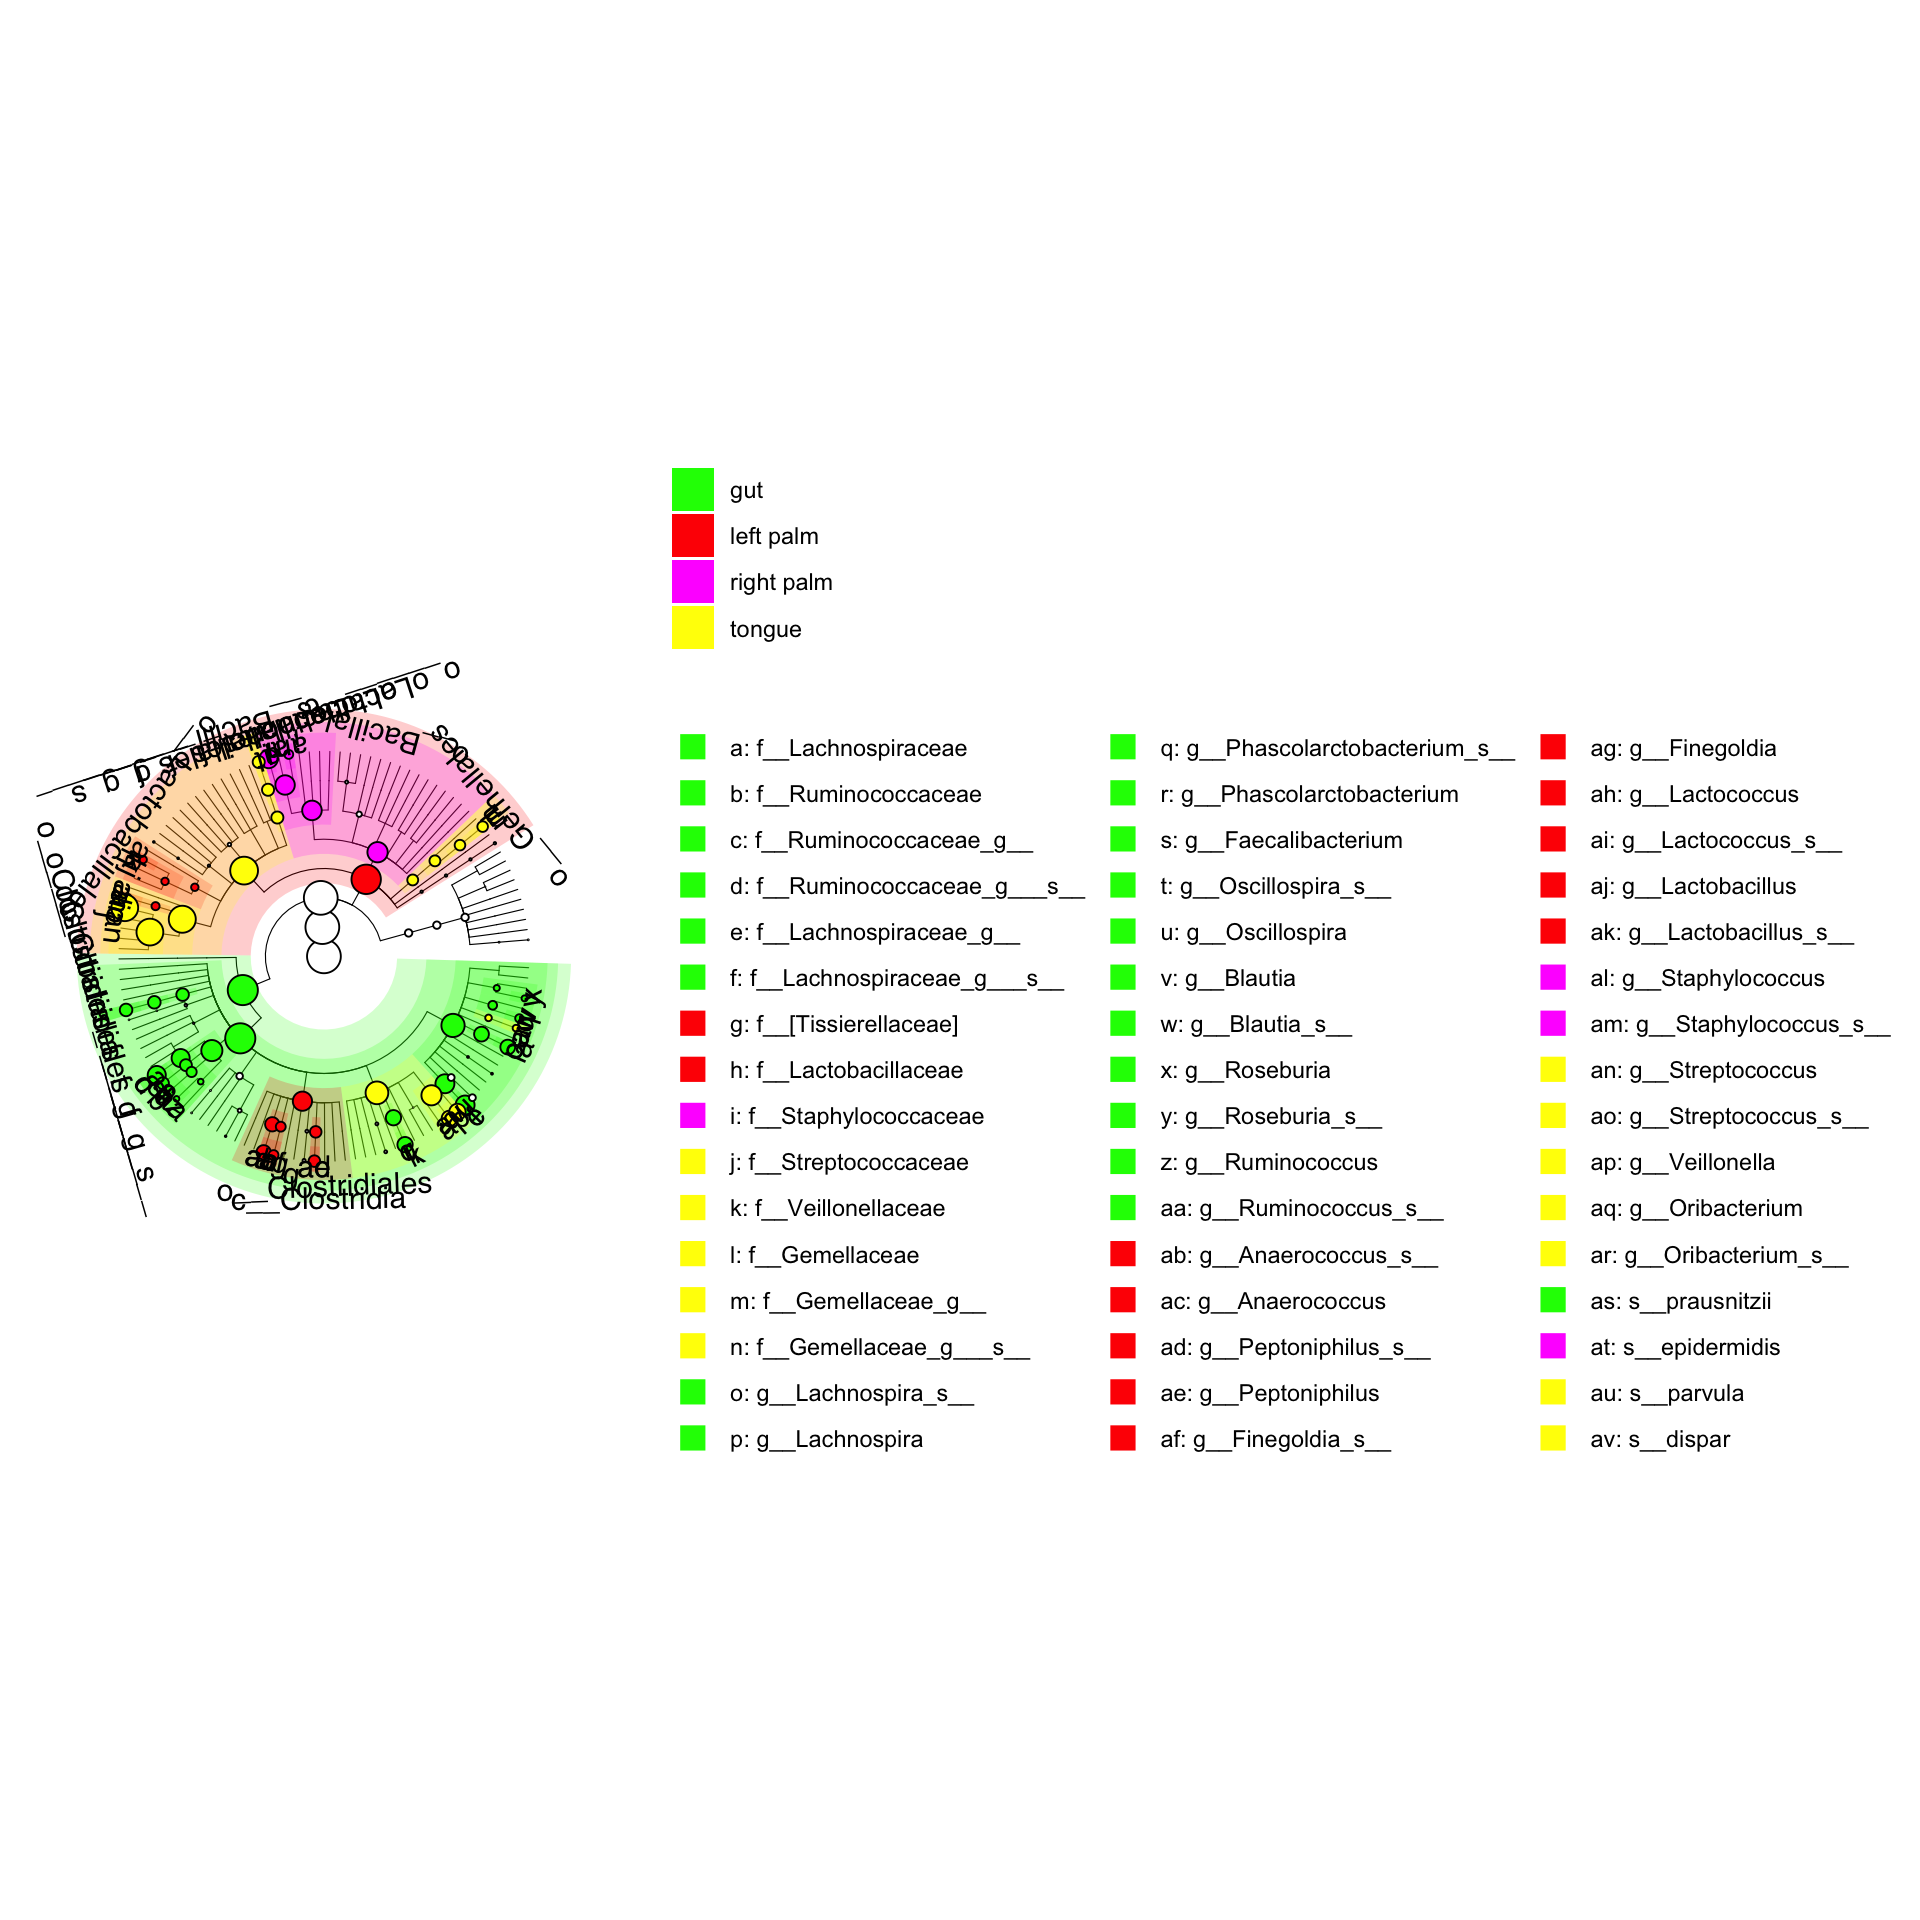 gut
left palm
right palm
tongue
a: f__Lachnospiraceae
b: f__Ruminococcaceae
c: f__Ruminococcaceae_g__
d: f__Ruminococcaceae_g___s__
e: f__Lachnospiraceae_g__
f: f__Lachnospiraceae_g___s__
g: f__[Tissierellaceae]
h: f__Lactobacillaceae
i: f__Staphylococcaceae
j: f__Streptococcaceae
k: f__Veillonellaceae
l: f__Gemellaceae
m: f__Gemellaceae_g__
n: f__Gemellaceae_g___s__
o: g__Lachnospira_s__
p: g__Lachnospira
q: g__Phascolarctobacterium_s__
r: g__Phascolarctobacterium
s: g__Faecalibacterium
t: g__Oscillospira_s__
u: g__Oscillospira
v: g__Blautia
w: g__Blautia_s__
x: g__Roseburia
y: g__Roseburia_s__
z: g__Ruminococcus
aa: g__Ruminococcus_s__
ab: g__Anaerococcus_s__
ac: g__Anaerococcus
ad: g__Peptoniphilus_s__
ae: g__Peptoniphilus
af: g__Finegoldia_s__
ag: g__Finegoldia
ah: g__Lactococcus
ai: g__Lactococcus_s__
aj: g__Lactobacillus
ak: g__Lactobacillus_s__
al: g__Staphylococcus
am: g__Staphylococcus_s__
an: g__Streptococcus
ao: g__Streptococcus_s__
ap: g__Veillonella
aq: g__Oribacterium
ar: g__Oribacterium_s__
as: s__prausnitzii
at: s__epidermidis
au: s__parvula
av: s__dispar
o__Clostridiales
c__Clostridia